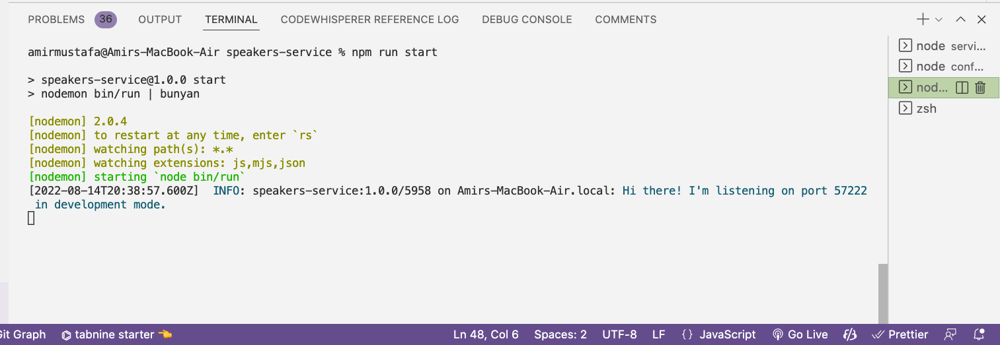 PROBLEMS 36 OUTPUT TERMINAL CODEWHISPERER REFERENCE LOG DEBUG CONSOLE COMMENTS
amirmustafa@Amirs-MacBook-Air speakers-service % npm run start
> speakers-service@1.0.0 start
> nodemon bin/run | bunyan
[nodemon] 2.0.4
[nodemon] to restart at any time, enter `rs`
[nodemon] watching path(s): *.*
[nodemon] watching extensions: js,mjs,json
[nodemon] starting `node bin/run`
[2022-08-14T20:38:57.600Z]  INFO: speakers-service:1.0.0/5958 on Amirs-MacBook-Air.local: Hi there! I'm listening on port 57222
in development mode.
node servi...
node conf...
nod...
zsh
Git Graph tabnine starter Ln 48, Col 6 Spaces: 2 UTF-8 LF {} JavaScript Go Live Prettier